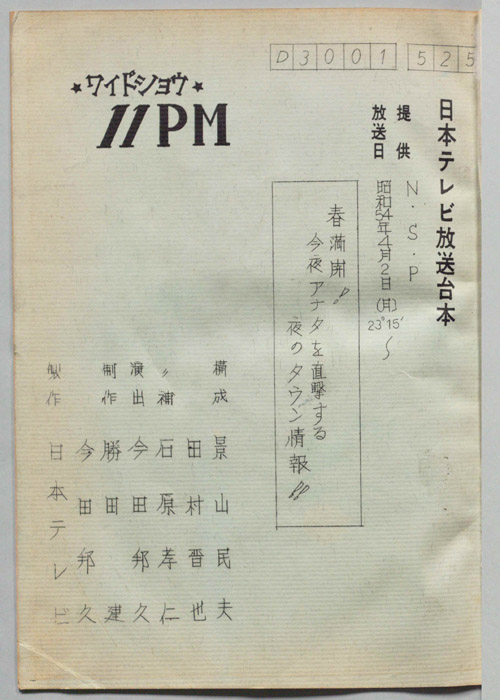 D3001 525
日本テレビ放送台本
提供 N.S.P
放送日 昭和54年4月2日(月)23°15′〜
★ワイドショウ★
11PM
春満開!!
今夜アナタを直撃する
夜のタウン情報!!
構成 景山民夫
田村晋也
〃補 石原孝仁
演出 今田邦久
制作 勝田建
今田邦久
製作 日本テレビ